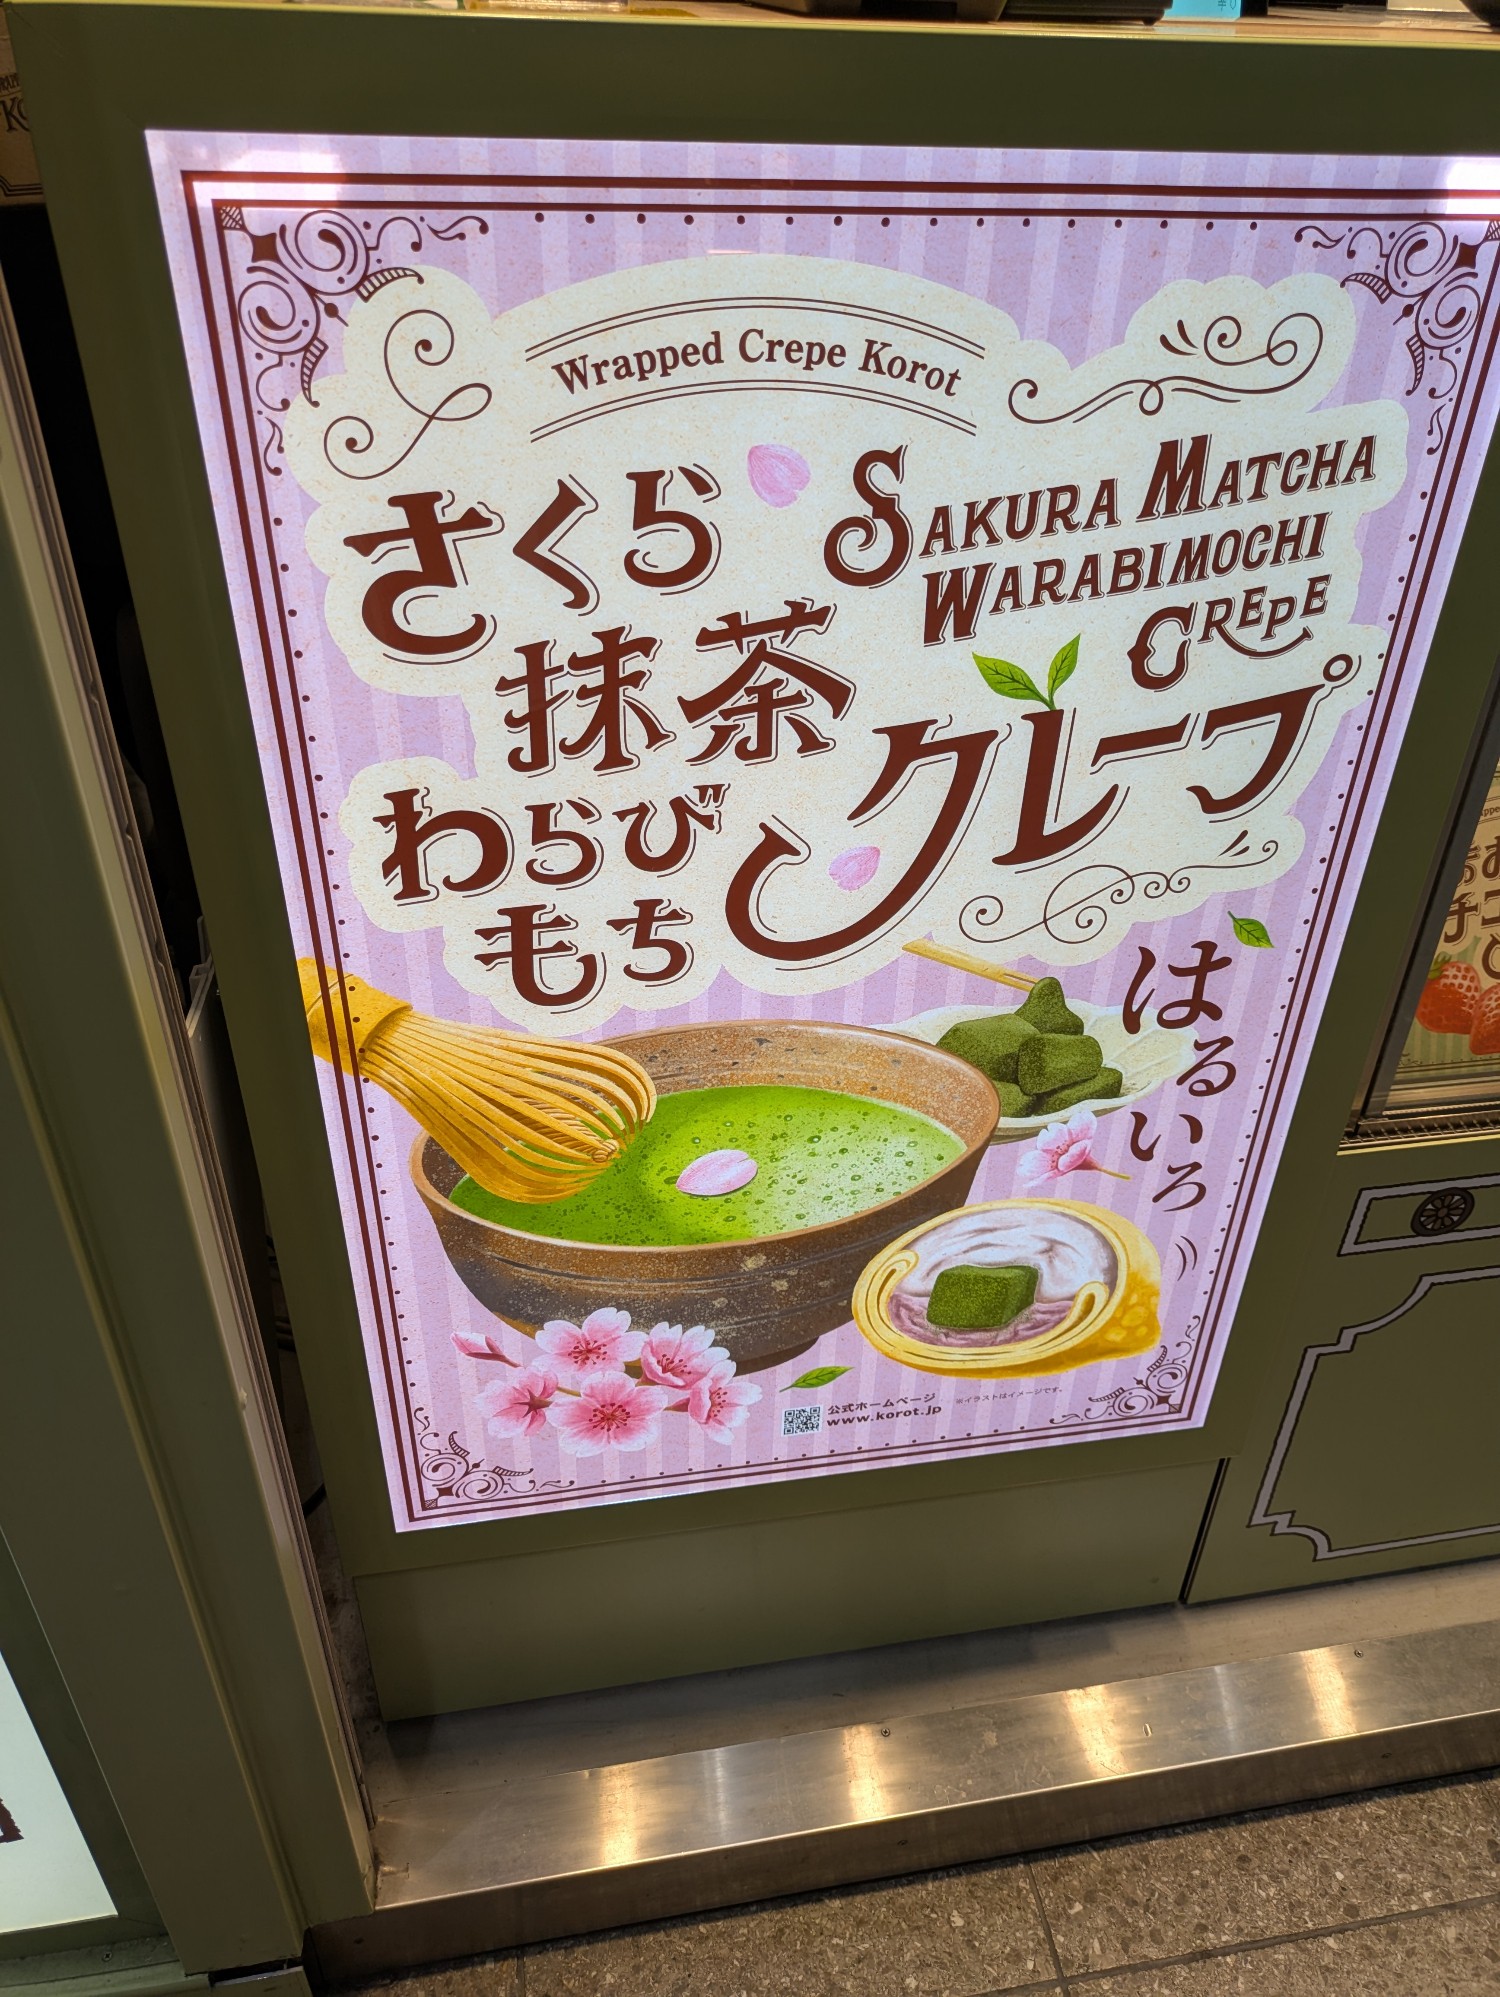 Wrapped Crepe Korot
さくら
抹茶
わらび
もち
クレープ
SAKURA MATCHA
WARABIMOCHI
CREPE
はるいろ
公式ホームページ
www.korot.jp
※イラストはイメージです。